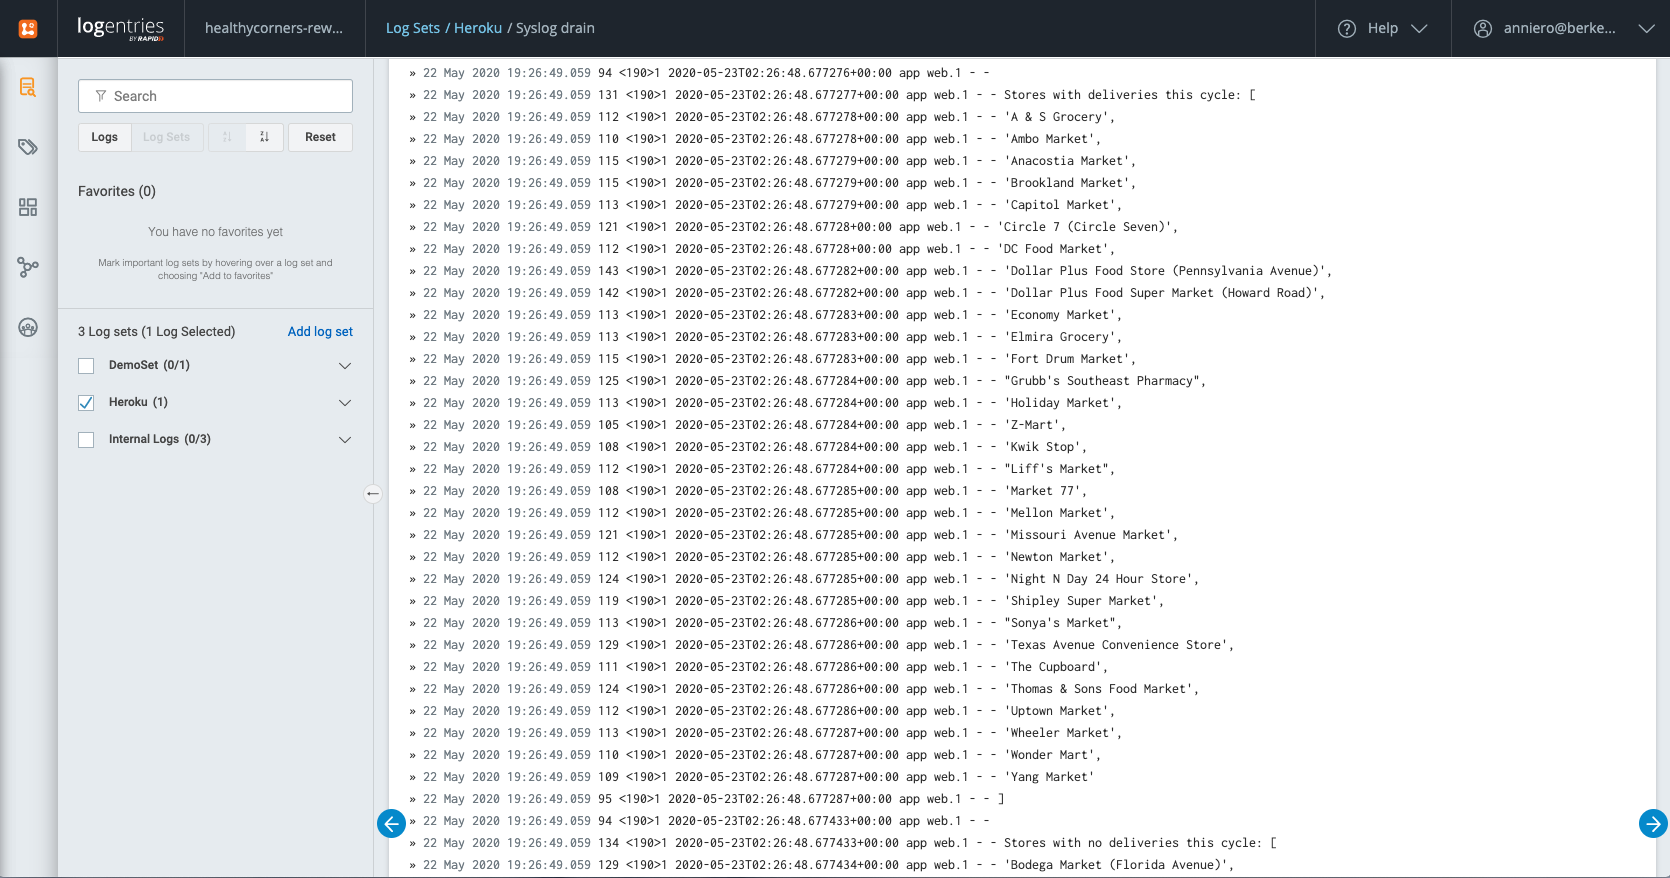 logentries
BY RAPID7
healthycorners-rew...
Log Sets / Heroku / Syslog drain
Help
anniero@berke...
Search
Logs
Log Sets
Reset
Favorites (0)
You have no favorites yet
Mark important log sets by hovering over a log set and
choosing "Add to favorites"
3 Log sets (1 Log Selected)
Add log set
DemoSet (0/1)
Heroku (1)
Internal Logs (0/3)
» 22 May 2020 19:26:49.059 94 <190>1 2020-05-23T02:26:48.677276+00:00 app web.1 - -
» 22 May 2020 19:26:49.059 131 <190>1 2020-05-23T02:26:48.677277+00:00 app web.1 - - Stores with deliveries this cycle: [
» 22 May 2020 19:26:49.059 112 <190>1 2020-05-23T02:26:48.677278+00:00 app web.1 - - 'A & S Grocery',
» 22 May 2020 19:26:49.059 110 <190>1 2020-05-23T02:26:48.677278+00:00 app web.1 - - 'Ambo Market',
» 22 May 2020 19:26:49.059 115 <190>1 2020-05-23T02:26:48.677279+00:00 app web.1 - - 'Anacostia Market',
» 22 May 2020 19:26:49.059 115 <190>1 2020-05-23T02:26:48.677279+00:00 app web.1 - - 'Brookland Market',
» 22 May 2020 19:26:49.059 113 <190>1 2020-05-23T02:26:48.677279+00:00 app web.1 - - 'Capitol Market',
» 22 May 2020 19:26:49.059 121 <190>1 2020-05-23T02:26:48.67728+00:00 app web.1 - - 'Circle 7 (Circle Seven)',
» 22 May 2020 19:26:49.059 112 <190>1 2020-05-23T02:26:48.67728+00:00 app web.1 - - 'DC Food Market',
» 22 May 2020 19:26:49.059 143 <190>1 2020-05-23T02:26:48.677282+00:00 app web.1 - - 'Dollar Plus Food Store (Pennsylvania Avenue)',
» 22 May 2020 19:26:49.059 142 <190>1 2020-05-23T02:26:48.677282+00:00 app web.1 - - 'Dollar Plus Food Super Market (Howard Road)',
» 22 May 2020 19:26:49.059 113 <190>1 2020-05-23T02:26:48.677283+00:00 app web.1 - - 'Economy Market',
» 22 May 2020 19:26:49.059 113 <190>1 2020-05-23T02:26:48.677283+00:00 app web.1 - - 'Elmira Grocery',
» 22 May 2020 19:26:49.059 115 <190>1 2020-05-23T02:26:48.677283+00:00 app web.1 - - 'Fort Drum Market',
» 22 May 2020 19:26:49.059 125 <190>1 2020-05-23T02:26:48.677284+00:00 app web.1 - - "Grubb's Southeast Pharmacy",
» 22 May 2020 19:26:49.059 113 <190>1 2020-05-23T02:26:48.677284+00:00 app web.1 - - 'Holiday Market',
» 22 May 2020 19:26:49.059 105 <190>1 2020-05-23T02:26:48.677284+00:00 app web.1 - - 'Z-Mart',
» 22 May 2020 19:26:49.059 108 <190>1 2020-05-23T02:26:48.677284+00:00 app web.1 - - 'Kwik Stop',
» 22 May 2020 19:26:49.059 112 <190>1 2020-05-23T02:26:48.677284+00:00 app web.1 - - "Liff's Market",
» 22 May 2020 19:26:49.059 108 <190>1 2020-05-23T02:26:48.677285+00:00 app web.1 - - 'Market 77',
» 22 May 2020 19:26:49.059 112 <190>1 2020-05-23T02:26:48.677285+00:00 app web.1 - - 'Mellon Market',
» 22 May 2020 19:26:49.059 121 <190>1 2020-05-23T02:26:48.677285+00:00 app web.1 - - 'Missouri Avenue Market',
» 22 May 2020 19:26:49.059 112 <190>1 2020-05-23T02:26:48.677285+00:00 app web.1 - - 'Newton Market',
» 22 May 2020 19:26:49.059 124 <190>1 2020-05-23T02:26:48.677285+00:00 app web.1 - - 'Night N Day 24 Hour Store',
» 22 May 2020 19:26:49.059 119 <190>1 2020-05-23T02:26:48.677285+00:00 app web.1 - - 'Shipley Super Market',
» 22 May 2020 19:26:49.059 113 <190>1 2020-05-23T02:26:48.677286+00:00 app web.1 - - "Sonya's Market",
» 22 May 2020 19:26:49.059 129 <190>1 2020-05-23T02:26:48.677286+00:00 app web.1 - - 'Texas Avenue Convenience Store',
» 22 May 2020 19:26:49.059 111 <190>1 2020-05-23T02:26:48.677286+00:00 app web.1 - - 'The Cupboard',
» 22 May 2020 19:26:49.059 124 <190>1 2020-05-23T02:26:48.677286+00:00 app web.1 - - 'Thomas & Sons Food Market',
» 22 May 2020 19:26:49.059 112 <190>1 2020-05-23T02:26:48.677286+00:00 app web.1 - - 'Uptown Market',
» 22 May 2020 19:26:49.059 113 <190>1 2020-05-23T02:26:48.677287+00:00 app web.1 - - 'Wheeler Market',
» 22 May 2020 19:26:49.059 110 <190>1 2020-05-23T02:26:48.677287+00:00 app web.1 - - 'Wonder Mart',
» 22 May 2020 19:26:49.059 109 <190>1 2020-05-23T02:26:48.677287+00:00 app web.1 - - 'Yang Market'
» 22 May 2020 19:26:49.059 95 <190>1 2020-05-23T02:26:48.677287+00:00 app web.1 - - ]
» 22 May 2020 19:26:49.059 94 <190>1 2020-05-23T02:26:48.677433+00:00 app web.1 - -
» 22 May 2020 19:26:49.059 134 <190>1 2020-05-23T02:26:48.677433+00:00 app web.1 - - Stores with no deliveries this cycle: [
» 22 May 2020 19:26:49.059 129 <190>1 2020-05-23T02:26:48.677434+00:00 app web.1 - - 'Bodega Market (Florida Avenue)',